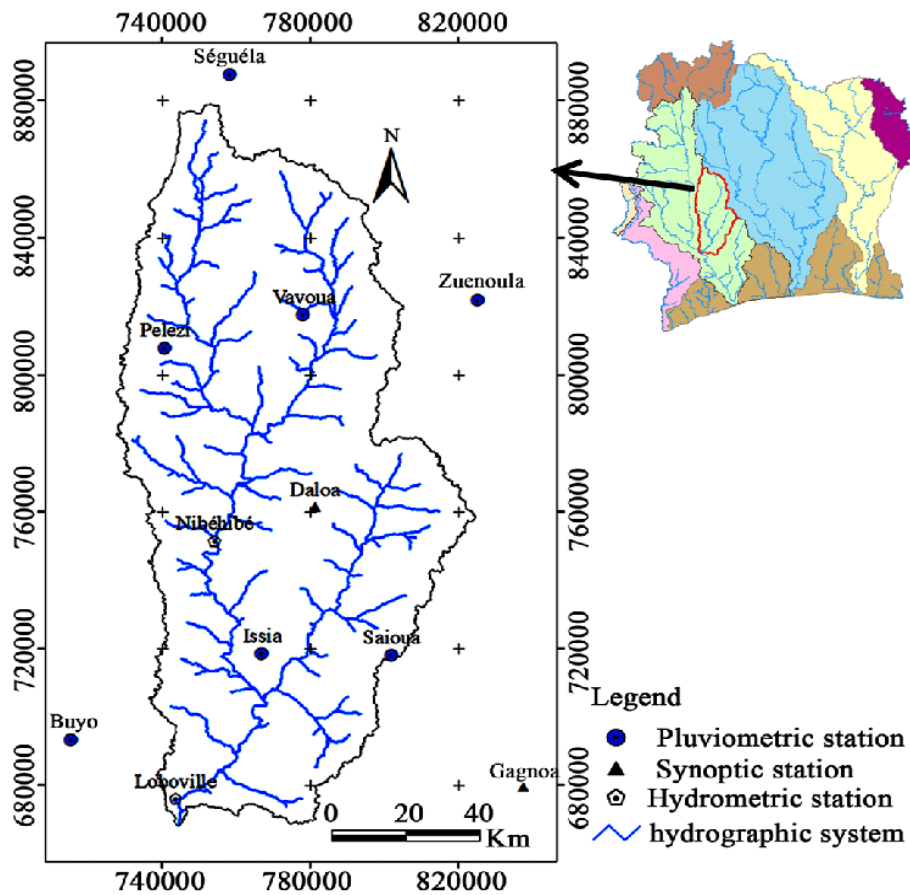 740000 780000 820000
Séguéla
880000
880000
N
840000
840000
Zuenoula
Vavoua
Pelezi
800000
800000
Daloa
760000
760000
Nibéhibé
720000
720000
Issia
Saioua
Legend
Buyo
Pluviometric station
Synoptic station
Gagnoa
Loboville
680000
680000
Hydrometric station
0 20 40
Km
hydrographic system
740000 780000 820000